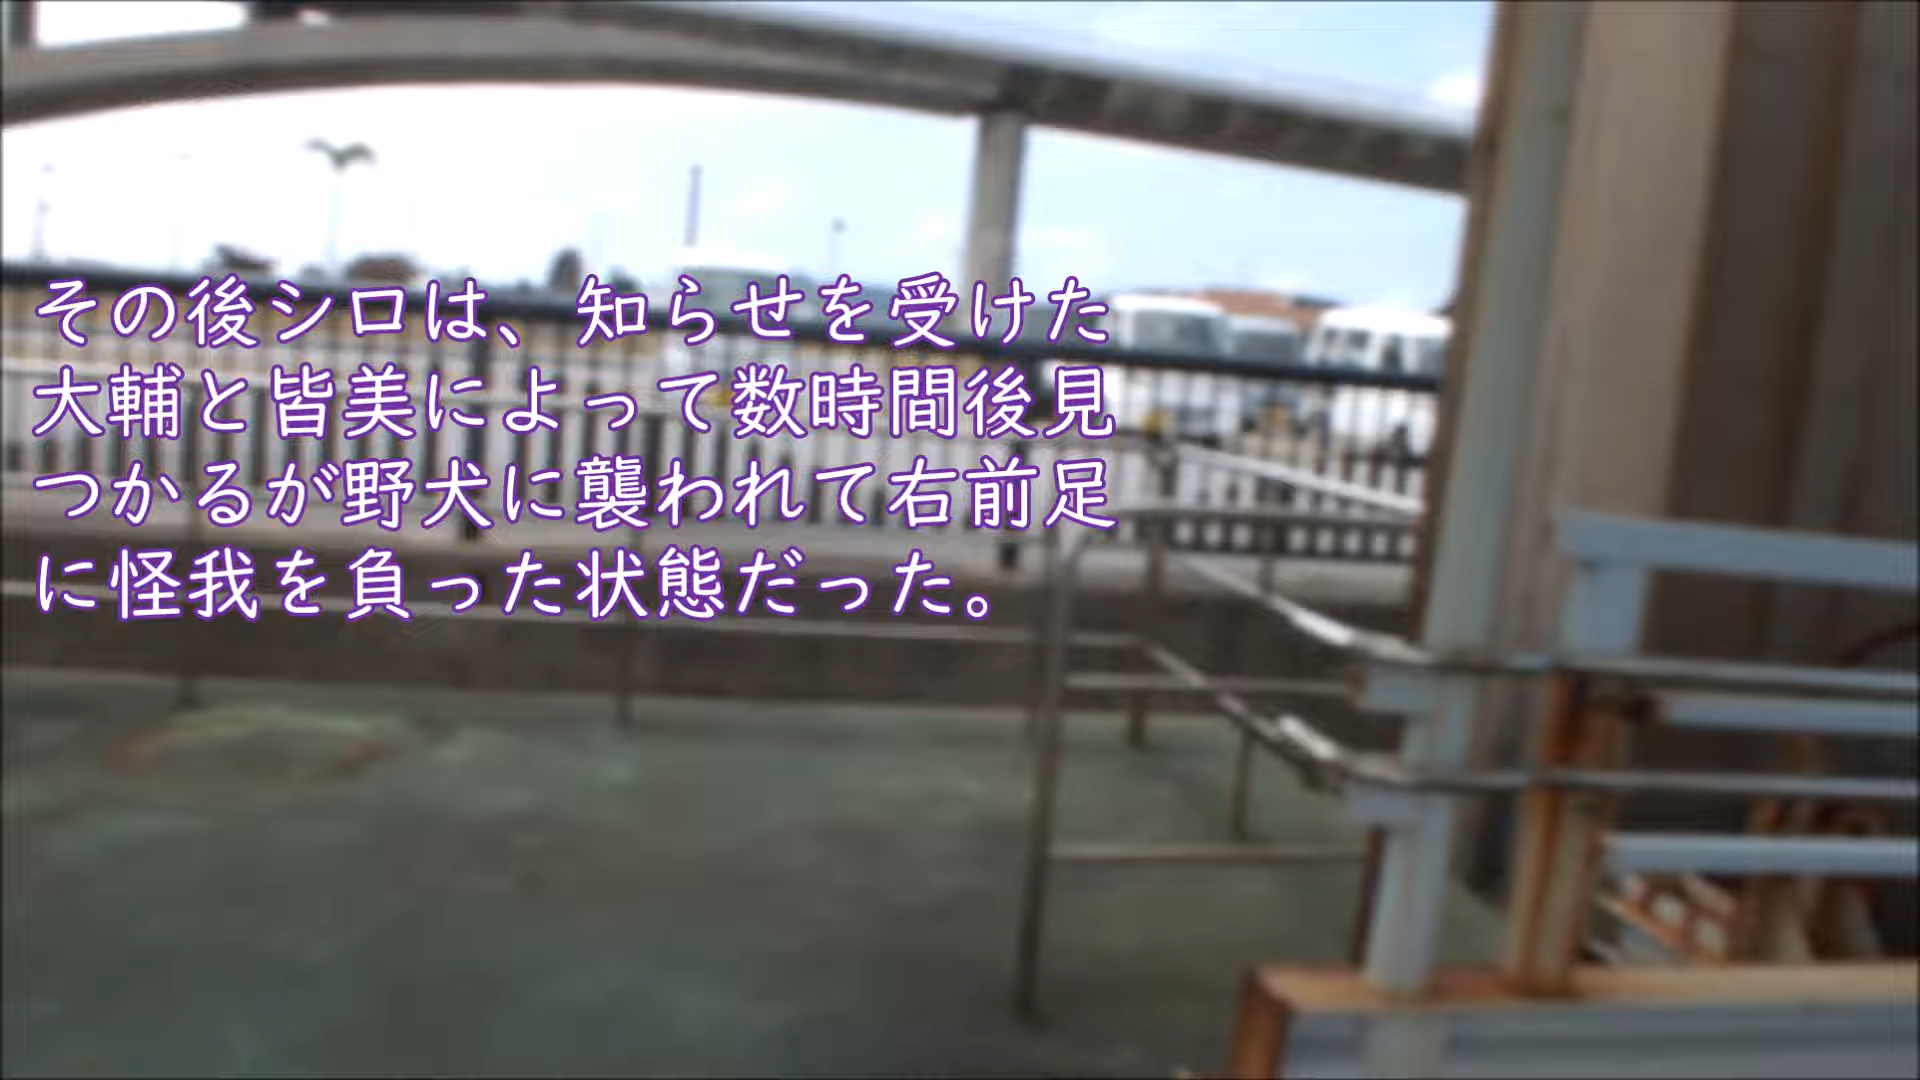 その後シロは、知らせを受けた
大輔と皆美によって数時間後見
つかるが野犬に襲われて右前足
に怪我を負った状態だった。